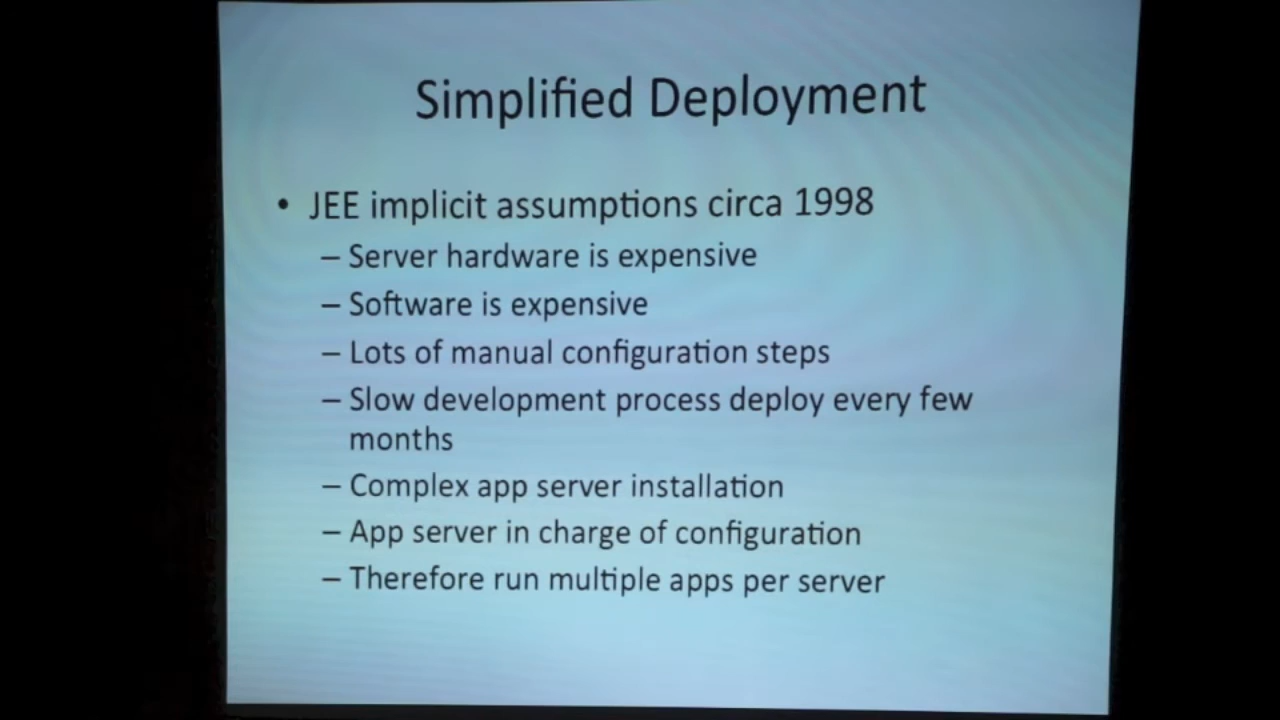 Simplified Deployment
• JEE implicit assumptions circa 1998
– Server hardware is expensive
– Software is expensive
– Lots of manual configuration steps
– Slow development process deploy every few
months
– Complex app server installation
– App server in charge of configuration
– Therefore run multiple apps per server